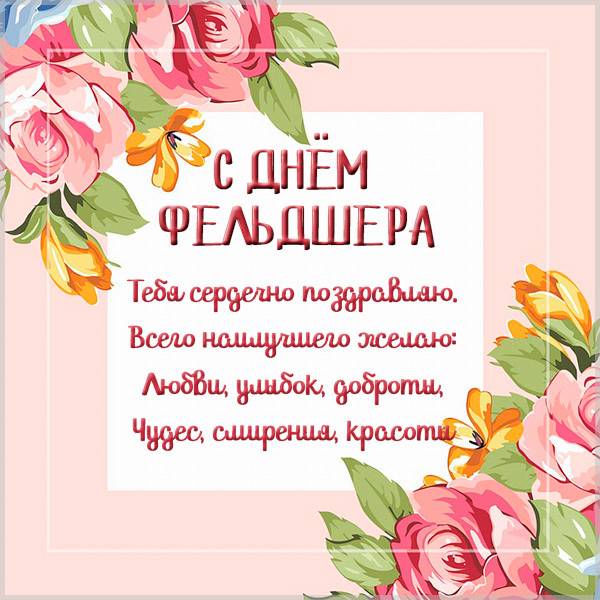 С ДНЁМ
ФЕЛЬДШЕРА
Тебя сердечно поздравляю.
Всего наилучшего желаю:
Любви, улыбок, доброты,
Чудес, смирения, красоты